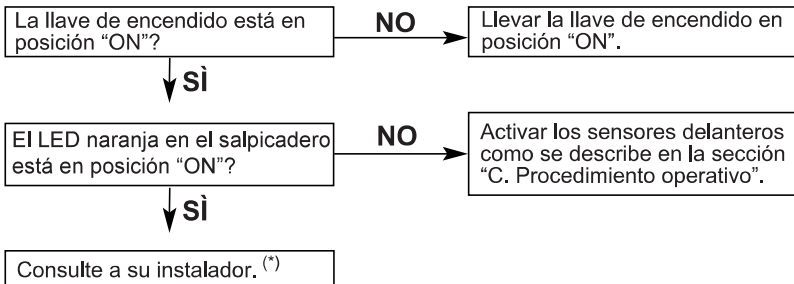 La llave de encendido está en
posición “ON”?
NO
Llevar la llave de encendido en
posición “ON”.
SÌ
El LED naranja en el salpicadero
está en posición “ON”?
NO
Activar los sensores delanteros
como se describe en la sección
“C. Procedimiento operativo”.
SÌ
Consulte a su instalador. (*)